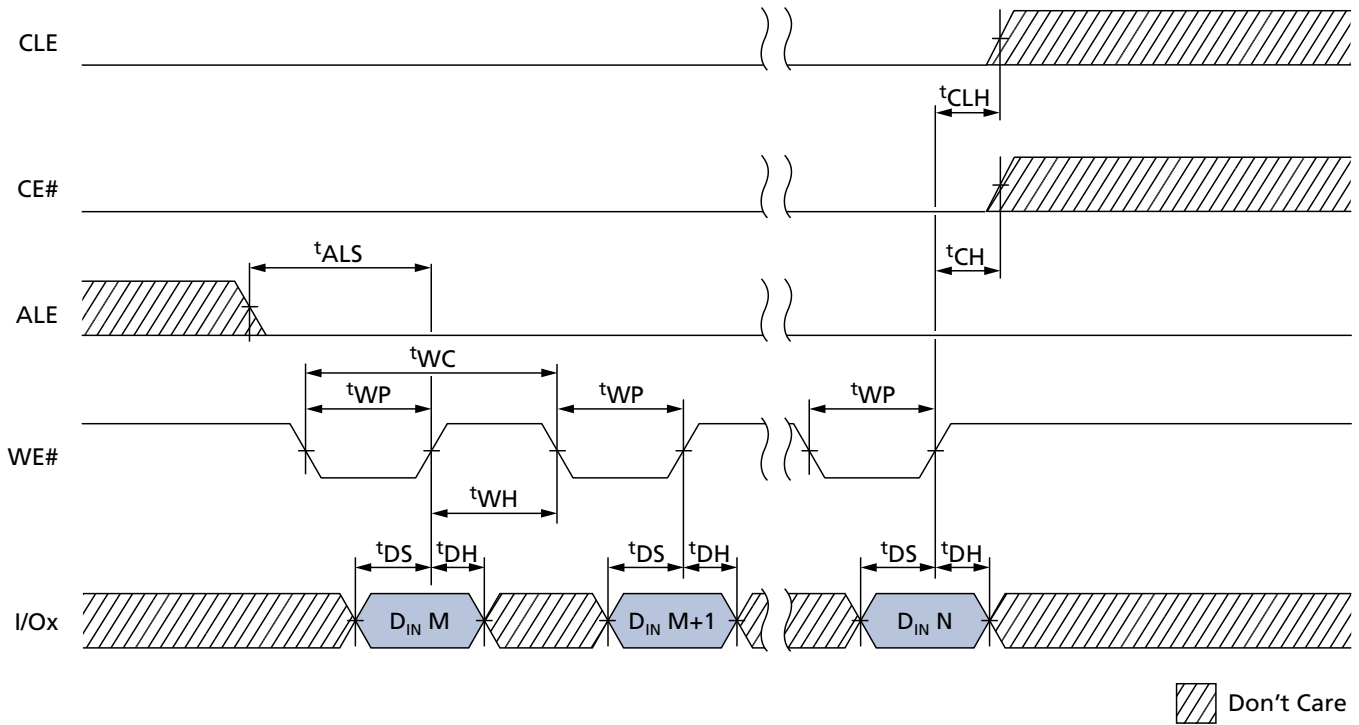 CLE
tCLH
CE#
tCH
tALS
ALE
tWC
tWP tWP tWP
WE#
tWH
tDS tDH tDS tDH tDS tDH
I/Ox DIN M DIN M+1 DIN N
Don't Care